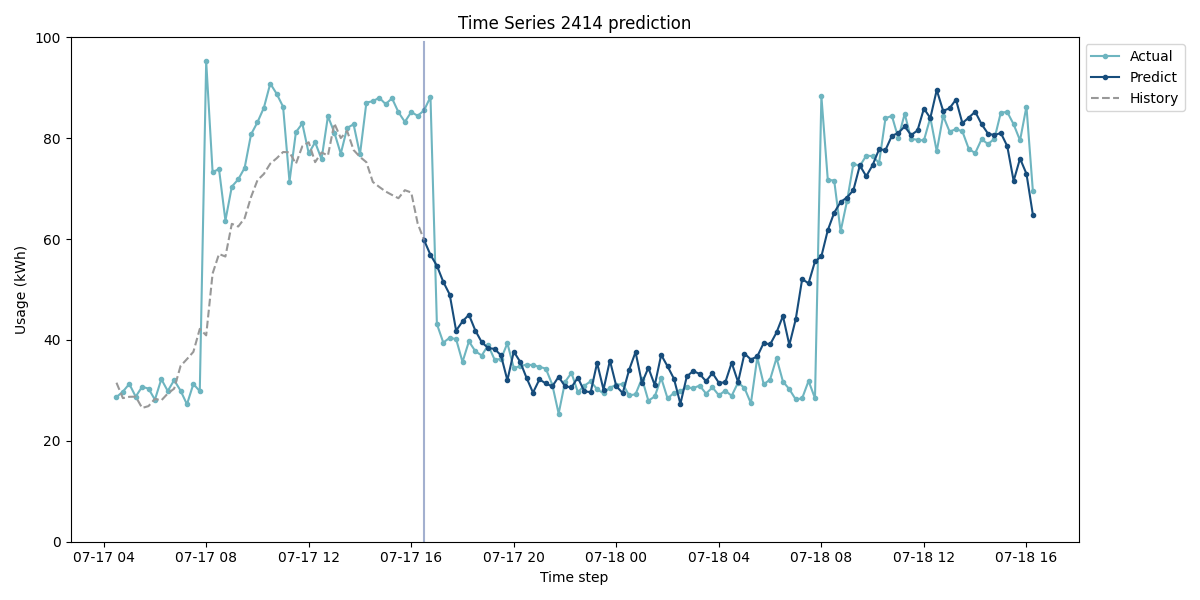 Time Series 2414 prediction
Actual
Predict
History
Usage (kWh)
100
80
60
40
20
0
07-17 04
07-17 08
07-17 12
07-17 16
07-17 20
07-18 00
07-18 04
07-18 08
07-18 12
07-18 16
Time step